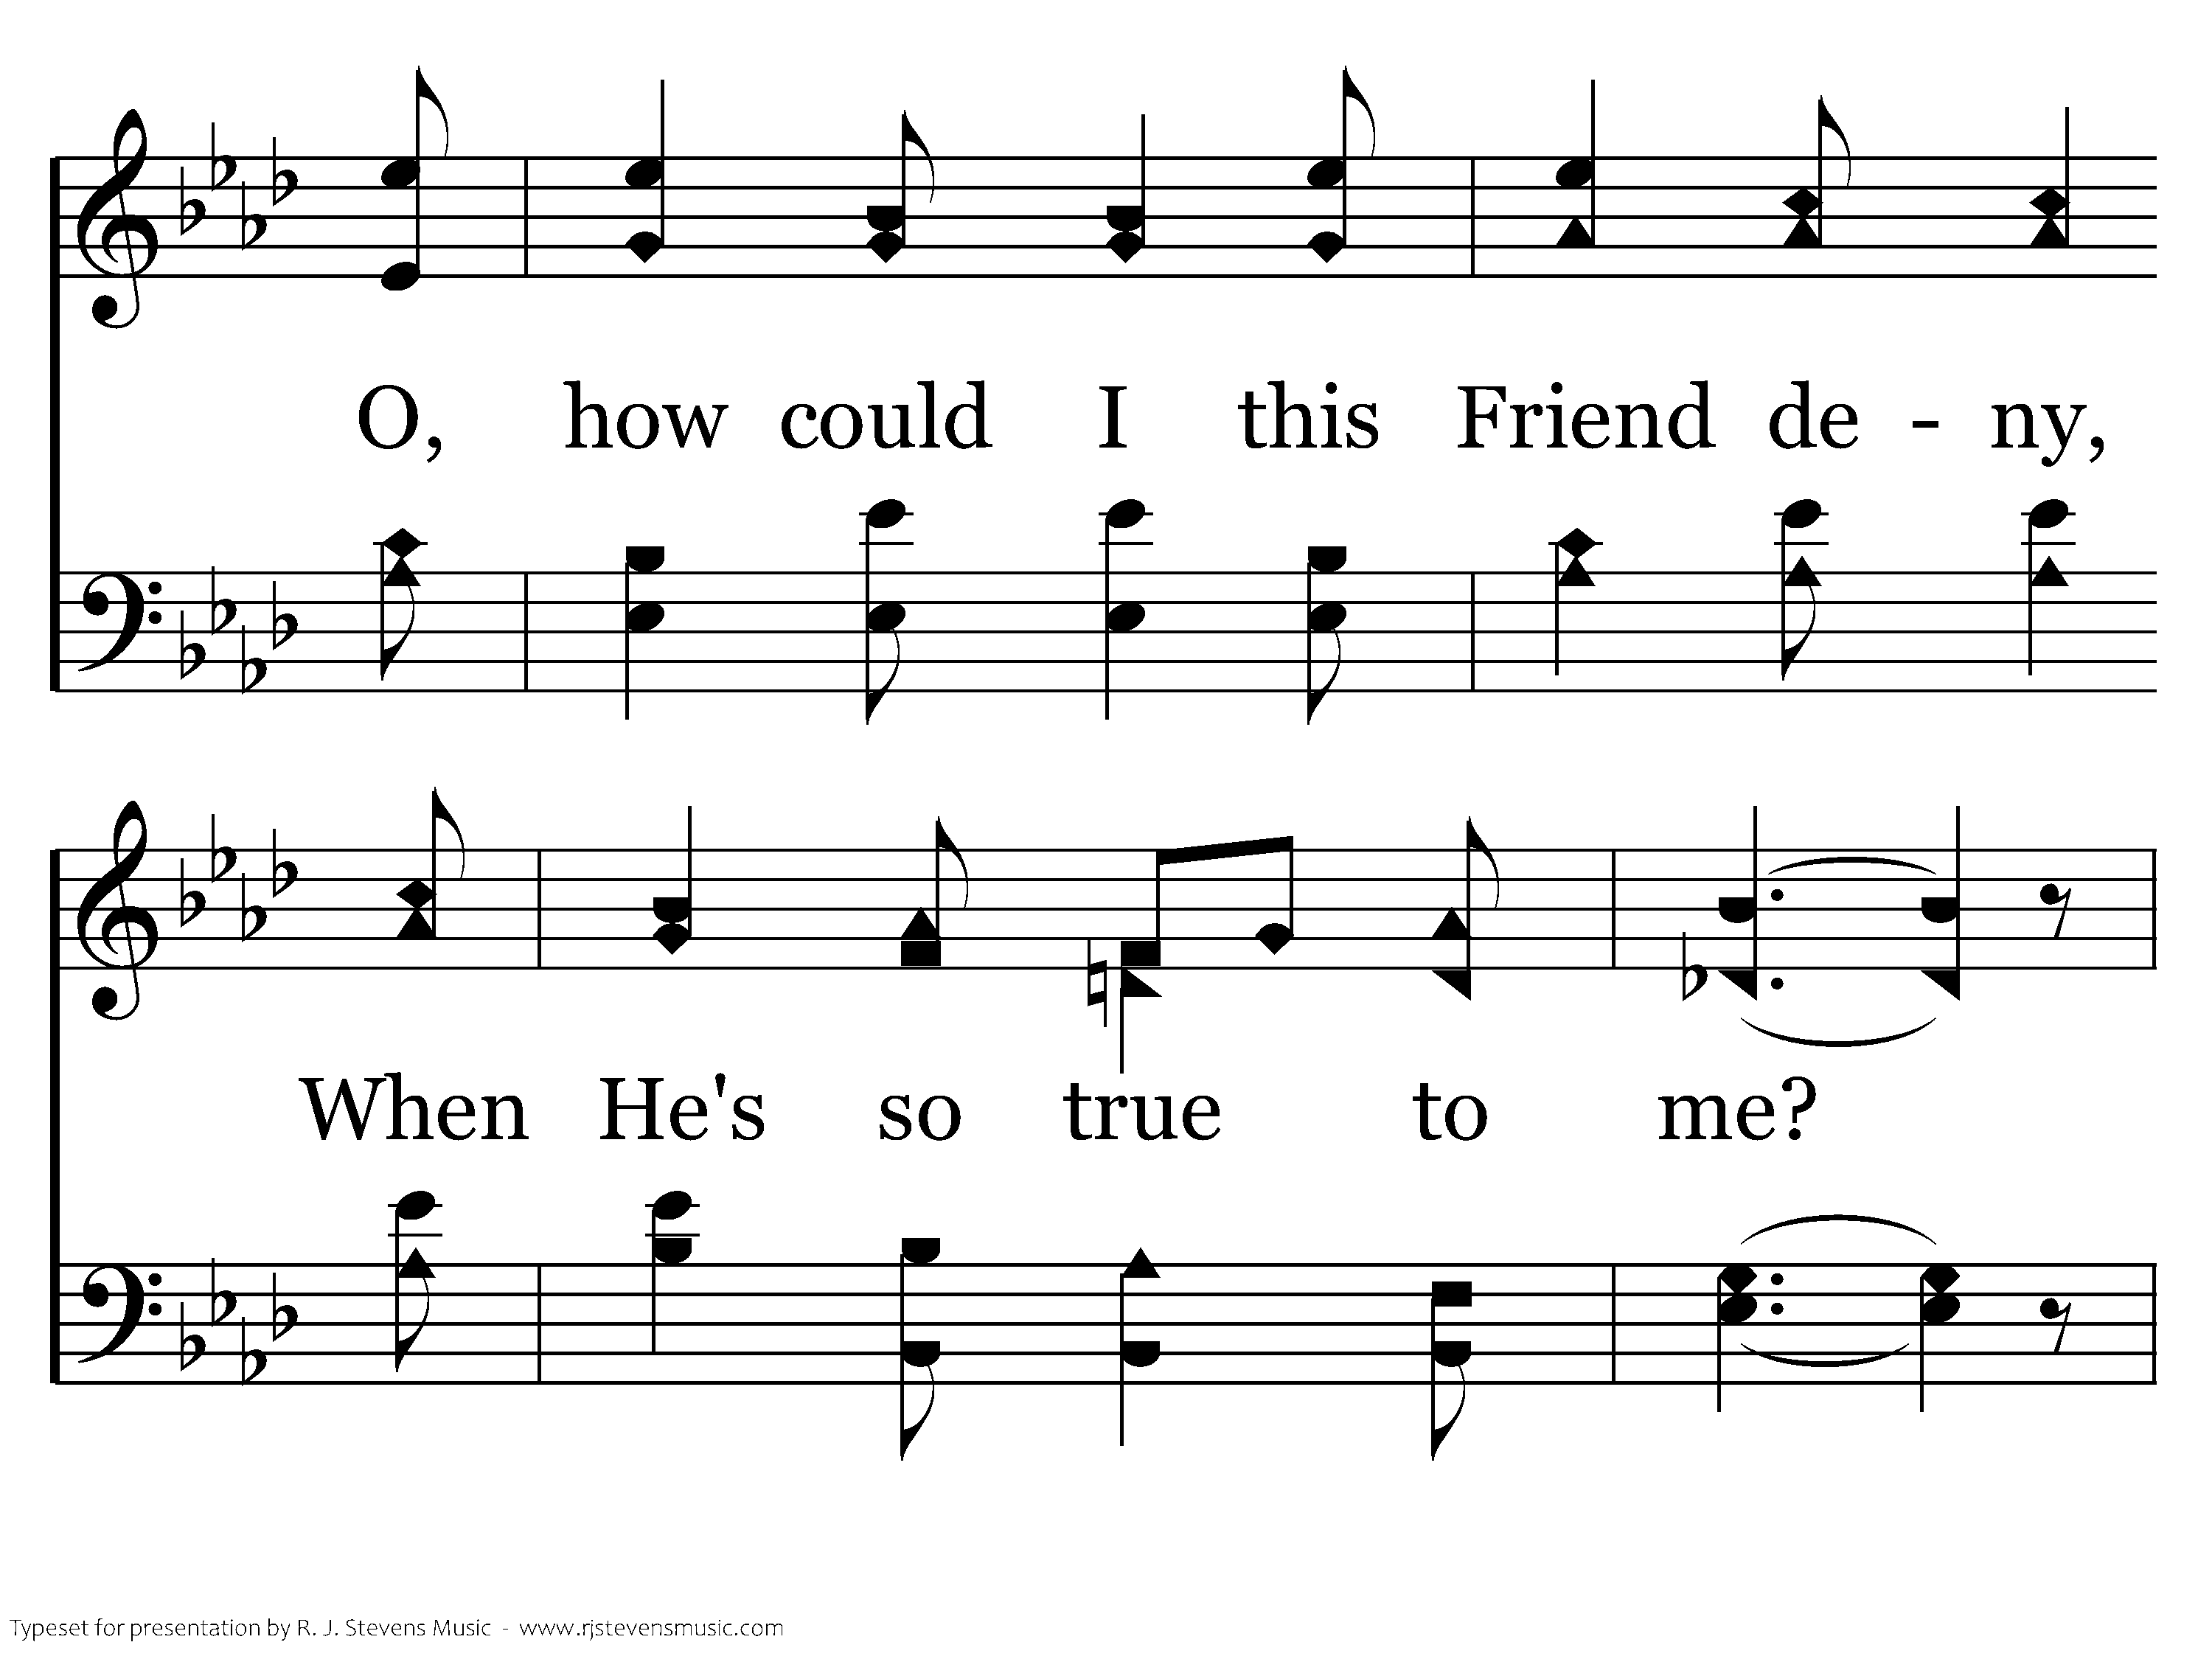 O, how could I this Friend de - ny,
When He's so true to me?
Typeset for presentation by R. J. Stevens Music - www.rjstevensmusic.com